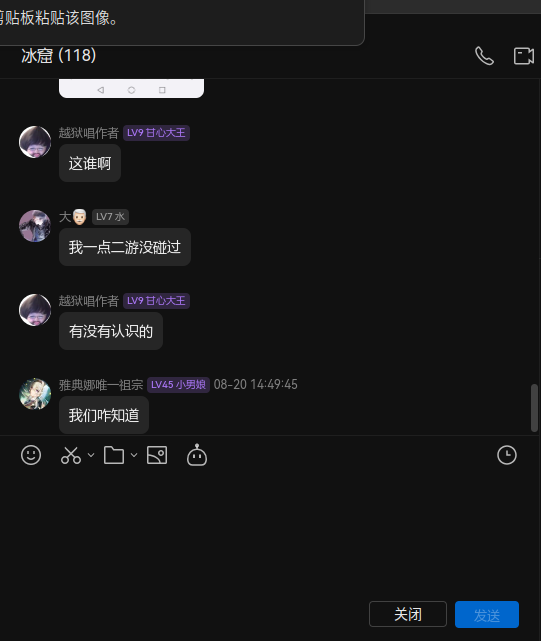 贴板粘贴该图像。
冰窟 (118)
越狱唱作者 LV9 甘心大王
这谁啊
大 LV7 水
我一点二游没碰过
越狱唱作者 LV9 甘心大王
有没有认识的
雅典娜唯一祖宗 LV45 小男娘 08-20 14:49:45
我们咋知道
关闭
发送